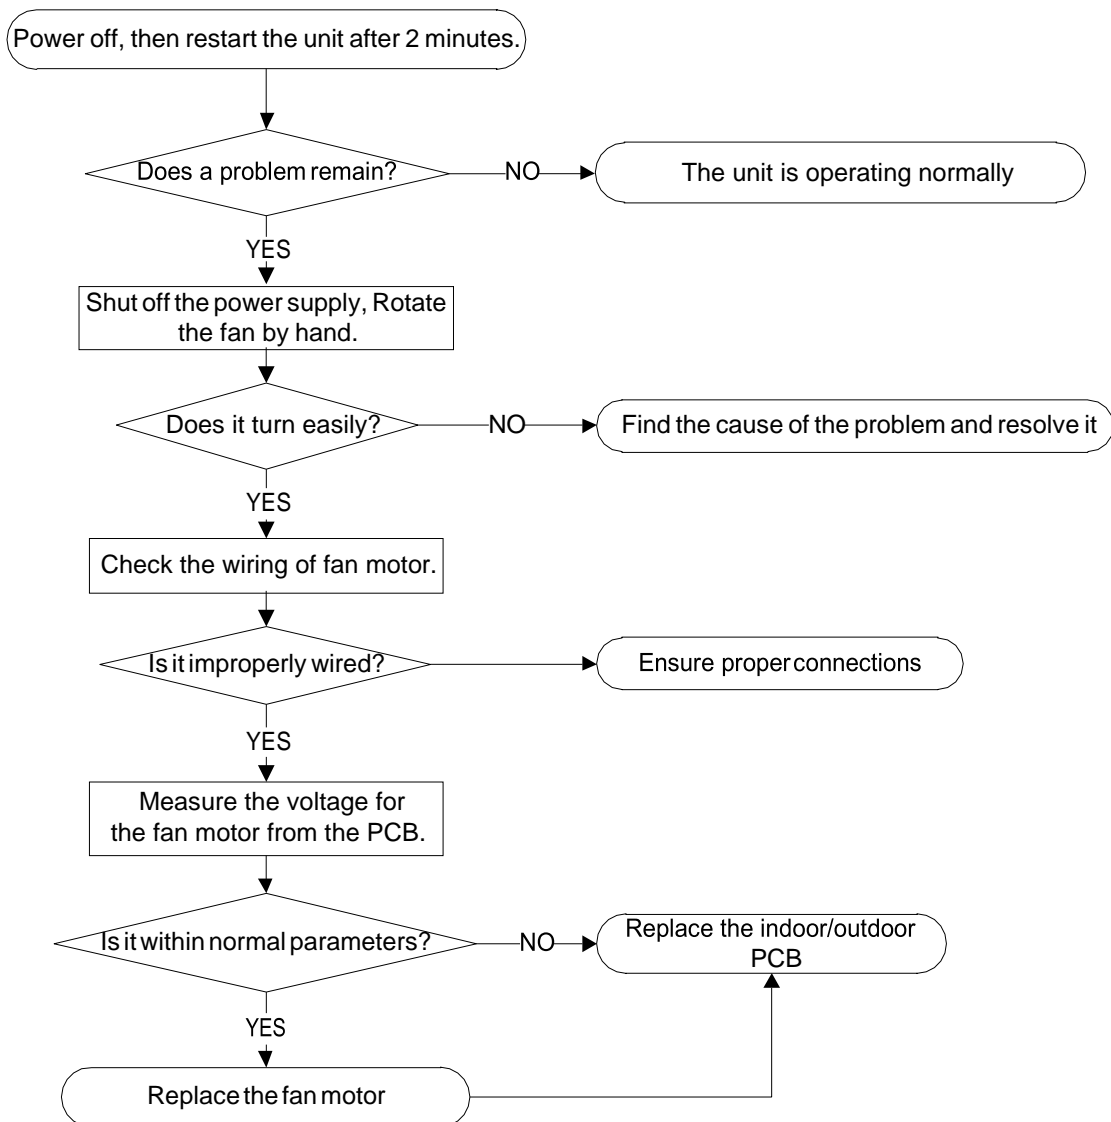 Power off, then restart the unit after 2 minutes.
Does a problem remain?
NO
The unit is operating normally
YES
Shut off the power supply, Rotate
the fan by hand.
Does it turn easily?
NO
Find the cause of the problem and resolve it
YES
Check the wiring of fan motor.
Is it improperly wired?
Ensure proper connections
YES
Measure the voltage for
the fan motor from the PCB.
Is it within normal parameters?
NO
Replace the indoor/outdoor
PCB
YES
Replace the fan motor